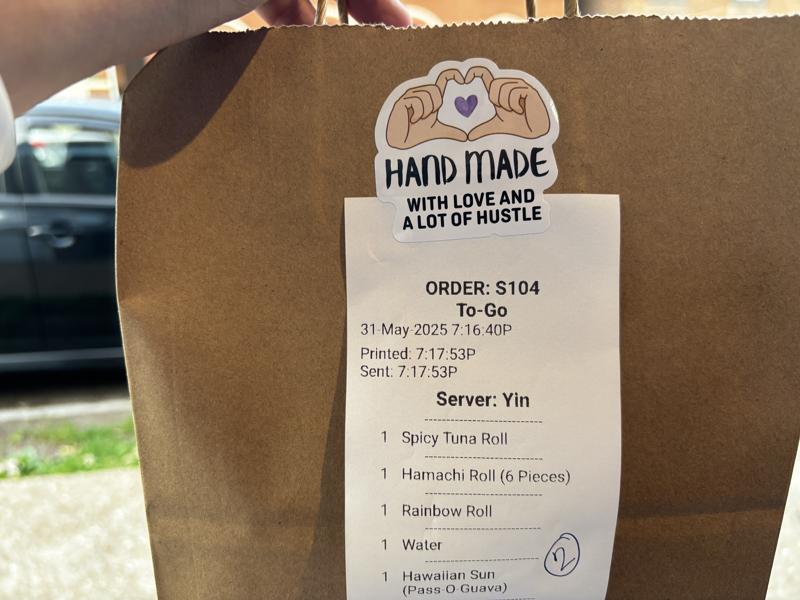 HAND MADE
WITH LOVE AND
A LOT OF HUSTLE
ORDER: S104
To-Go
31-May-2025 7:16:40P
Printed: 7:17:53P
Sent: 7:17:53P
Server: Yin
1 Spicy Tuna Roll
1 Hamachi Roll (6 Pieces)
1 Rainbow Roll
1 Water
2
1 Hawaiian Sun
(Pass-O-Guava)